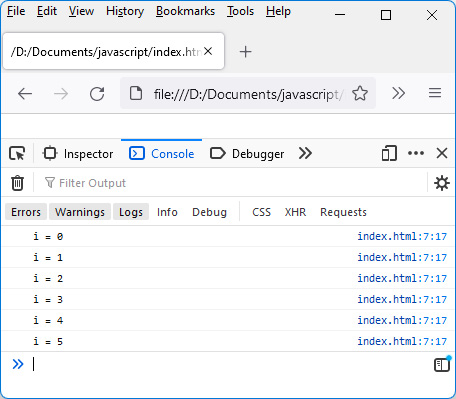 File Edit View History Bookmarks Tools Help
/D:/Documents/javascript/index.htm
file:///D:/Documents/javascript/
Inspector Console Debugger
Filter Output
Errors Warnings Logs Info Debug CSS XHR Requests
i = 0 index.html:7:17
i = 1 index.html:7:17
i = 2 index.html:7:17
i = 3 index.html:7:17
i = 4 index.html:7:17
i = 5 index.html:7:17